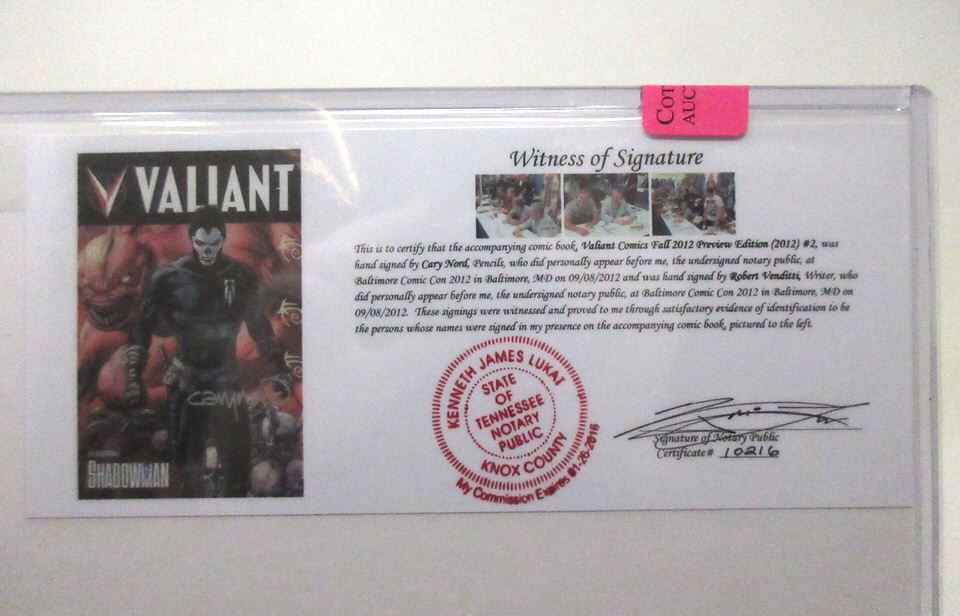 COT
AUC
VALIANT
SHADOWMAN
Witness of Signature
This is to certify that the accompanying comic book, Valiant Comics Fall 2012 Preview Edition (2012) #2, was
hand signed by Cary Nord, Pencils, who did personally appear before me, the undersigned notary public, at
Baltimore Comic Con 2012 in Baltimore, MD on 09/08/2012 and was hand signed by Robert Venditti, Writer, who
did personally appear before me, the undersigned notary public, at Baltimore Comic Con 2012 in Baltimore, MD on
09/08/2012. These signings were witnessed and proved to me through satisfactory evidence of identification to be
the persons whose names were signed in my presence on the accompanying comic book, pictured to the left.
KENNETH JAMES LUKAT
STATE
OF
TENNESSEE
NOTARY
PUBLIC
KNOX COUNTY
My Commission Expires 01-26-2016
Signature of Notary Public
Certificate # 10216